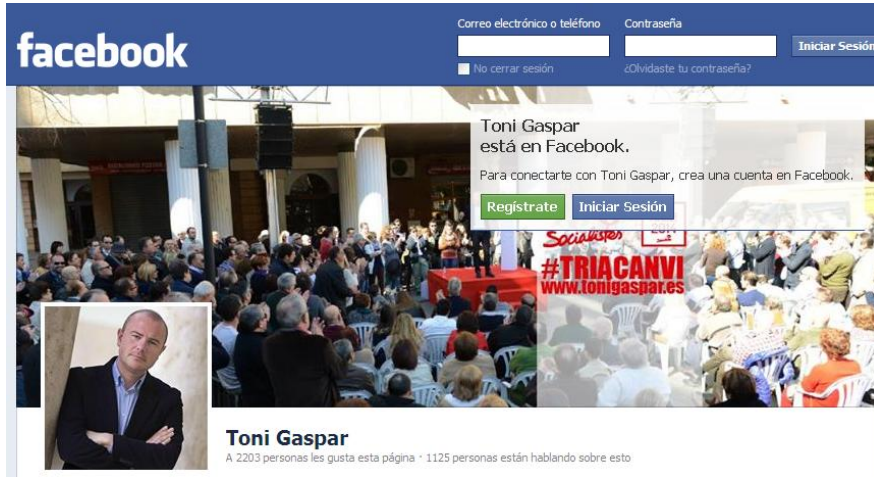 facebook
Correo electrónico o teléfono
Contraseña
Iniciar Sesión
No cerrar sesión
¿Olvidaste tu contraseña?
Toni Gaspar
está en Facebook.
Para conectarte con Toni Gaspar, crea una cuenta en Facebook.
Regístrate
Iniciar Sesión
Socialistes
#TRIACANVI
www.tonigaspar.es
Toni Gaspar
A 2203 personas les gusta esta página · 1125 personas están hablando sobre esto